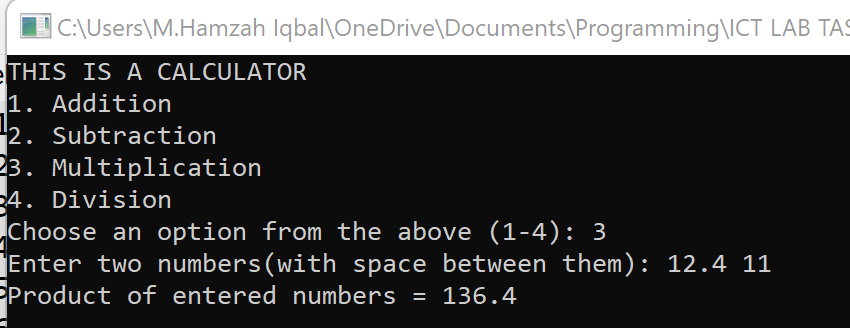 C:\Users\M.Hamzah Iqbal\OneDrive\Documents\Programming\ICT LAB TAS
THIS IS A CALCULATOR
1. Addition
2. Subtraction
3. Multiplication
4. Division
Choose an option from the above (1-4): 3
Enter two numbers(with space between them): 12.4 11
Product of entered numbers = 136.4